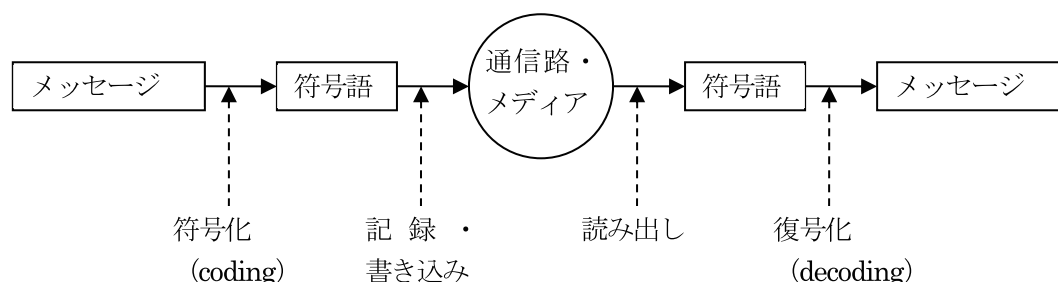 メッセージ
符号語
通信路・
メディア
符号語
メッセージ
符号化
(coding)
記 録 ・
書き込み
読み出し
復号化
(decoding)